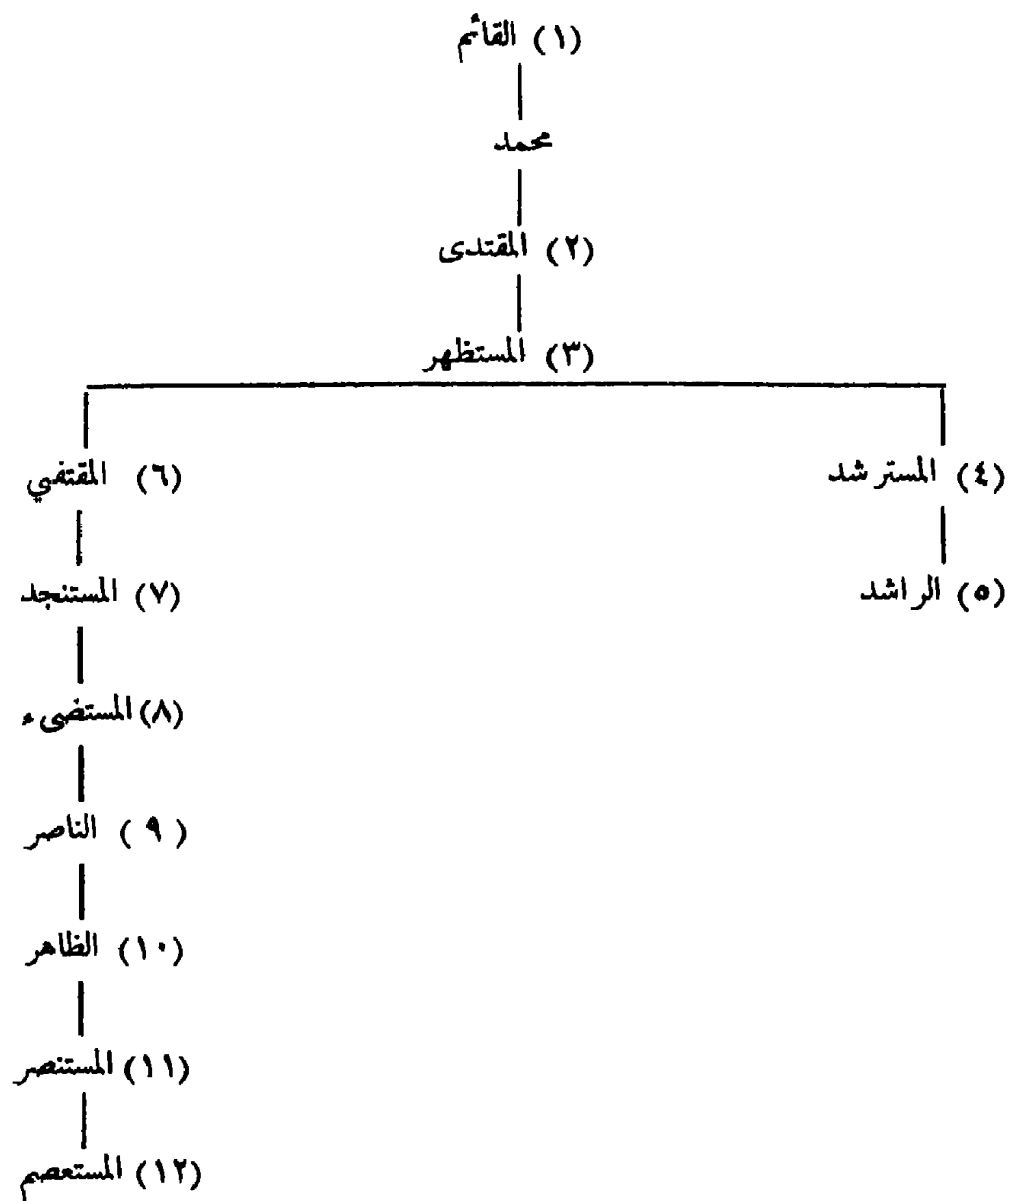 (١) القائم
محمد
(٢) المقتدى
(٣) المستظهر
(٤) المسترشد
(٦) المقتفي
(٥) الراشد
(٧) المستنجد
(٨) المستضىء
(٩) الناصر
(١٠) الظاهر
(١١) المستنصر
(١٢) المستعصم